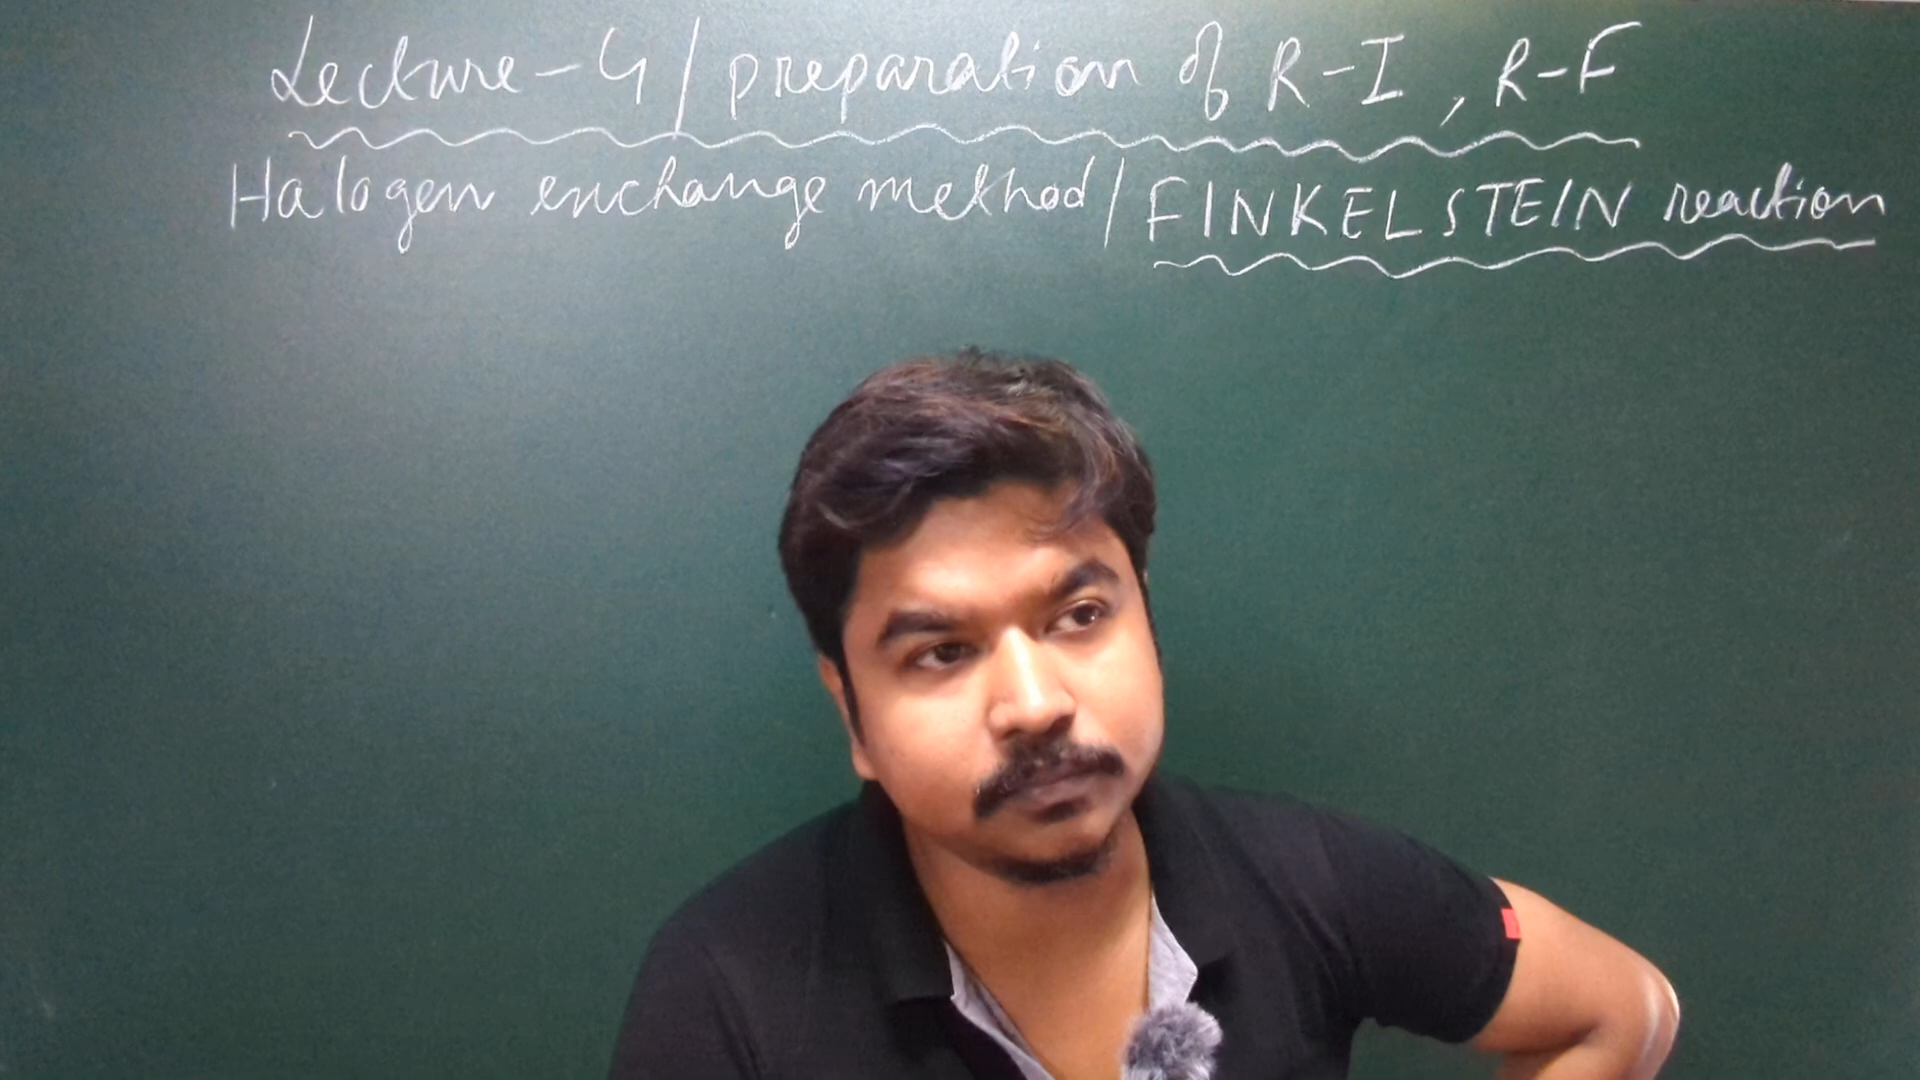 Lecture-4/preparation of R-I, R-F
Halogen exchange method/FINKELSTEIN reaction